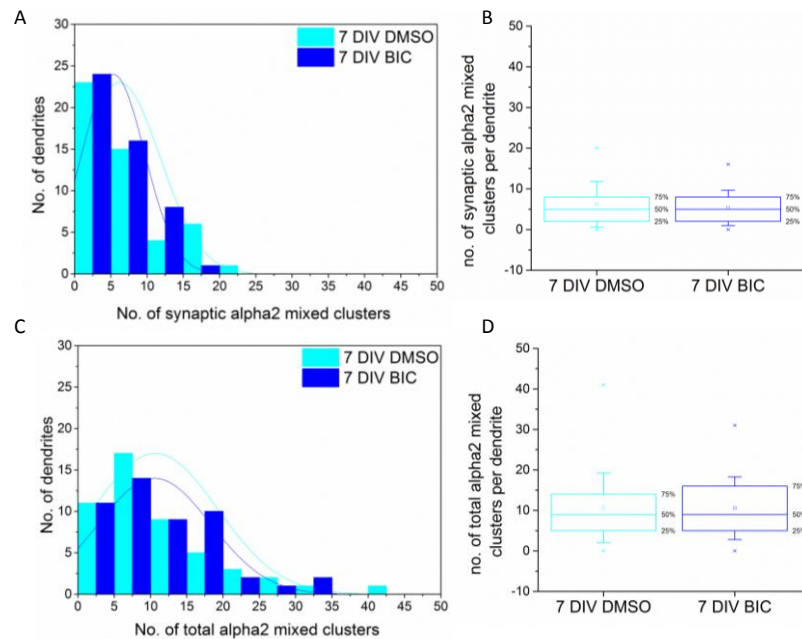 A
7 DIV DMSO
7 DIV BIC
30
25
20
15
10
5
0
No. of dendrites
0 5 10 15 20 25 30 35 40 45 50
No. of synaptic alpha2 mixed clusters
B
50
40
30
20
10
0
-10
no. of synaptic alpha2 mixed
clusters per dendrite
75%
50%
25%
75%
50%
25%
7 DIV DMSO 7 DIV BIC
C
7 DIV DMSO
7 DIV BIC
30
25
20
15
10
5
0
No. of dendrites
0 5 10 15 20 25 30 35 40 45 50
No. of total alpha2 mixed clusters
D
50
40
30
20
10
0
-10
no. of total alpha2 mixed
clusters per dendrite
75%
50%
25%
75%
50%
25%
7 DIV DMSO 7 DIV BIC